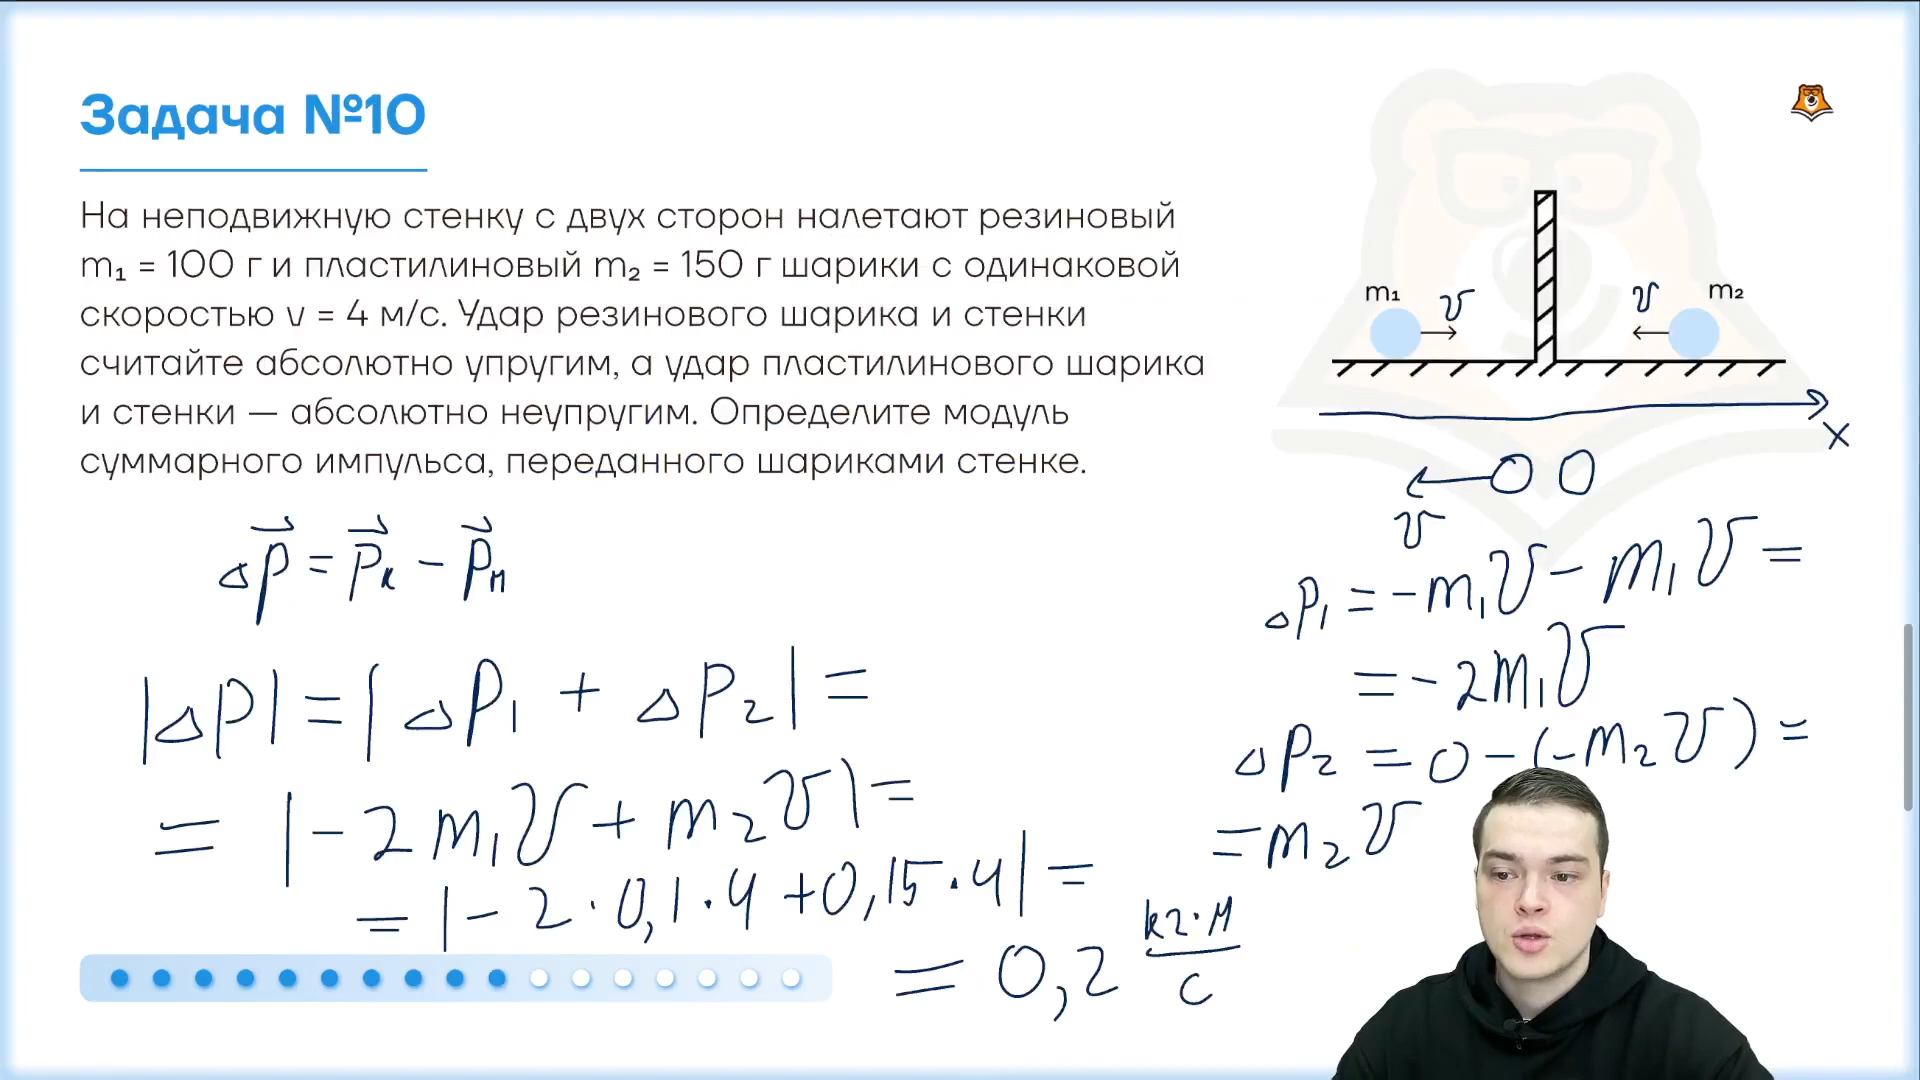 Задача №10
На неподвижную стенку с двух сторон налетают резиновый
m₁ = 100 г и пластилиновый m₂ = 150 г шарики с одинаковой
скоростью v = 4 м/с. Удар резинового шарика и стенки
считайте абсолютно упругим, а удар пластилинового шарика
и стенки — абсолютно неупругим. Определите модуль
суммарного импульса, переданного шариками стенке.
m₁ v v m₂
x
v
Δp⃗ = p⃗к − p⃗н
|Δp| = |Δp₁ + Δp₂| =
= |−2m₁v + m₂v| =
= |−2·0,1·4 + 0,15·4| =
= 0,2 кг·м/с
Δp₁ = −m₁v − m₁v =
= −2m₁v
Δp₂ = 0 − (−m₂v) =
= m₂v